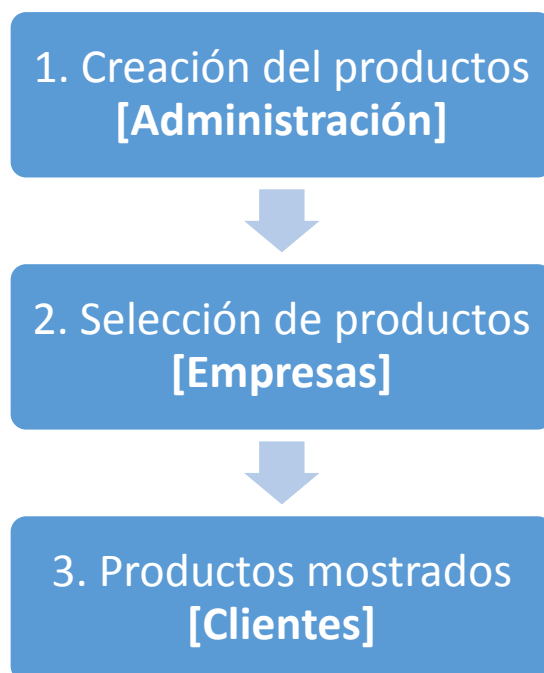 1. Creación del productos
[Administración]
2. Selección de productos
[Empresas]
3. Productos mostrados
[Clientes]